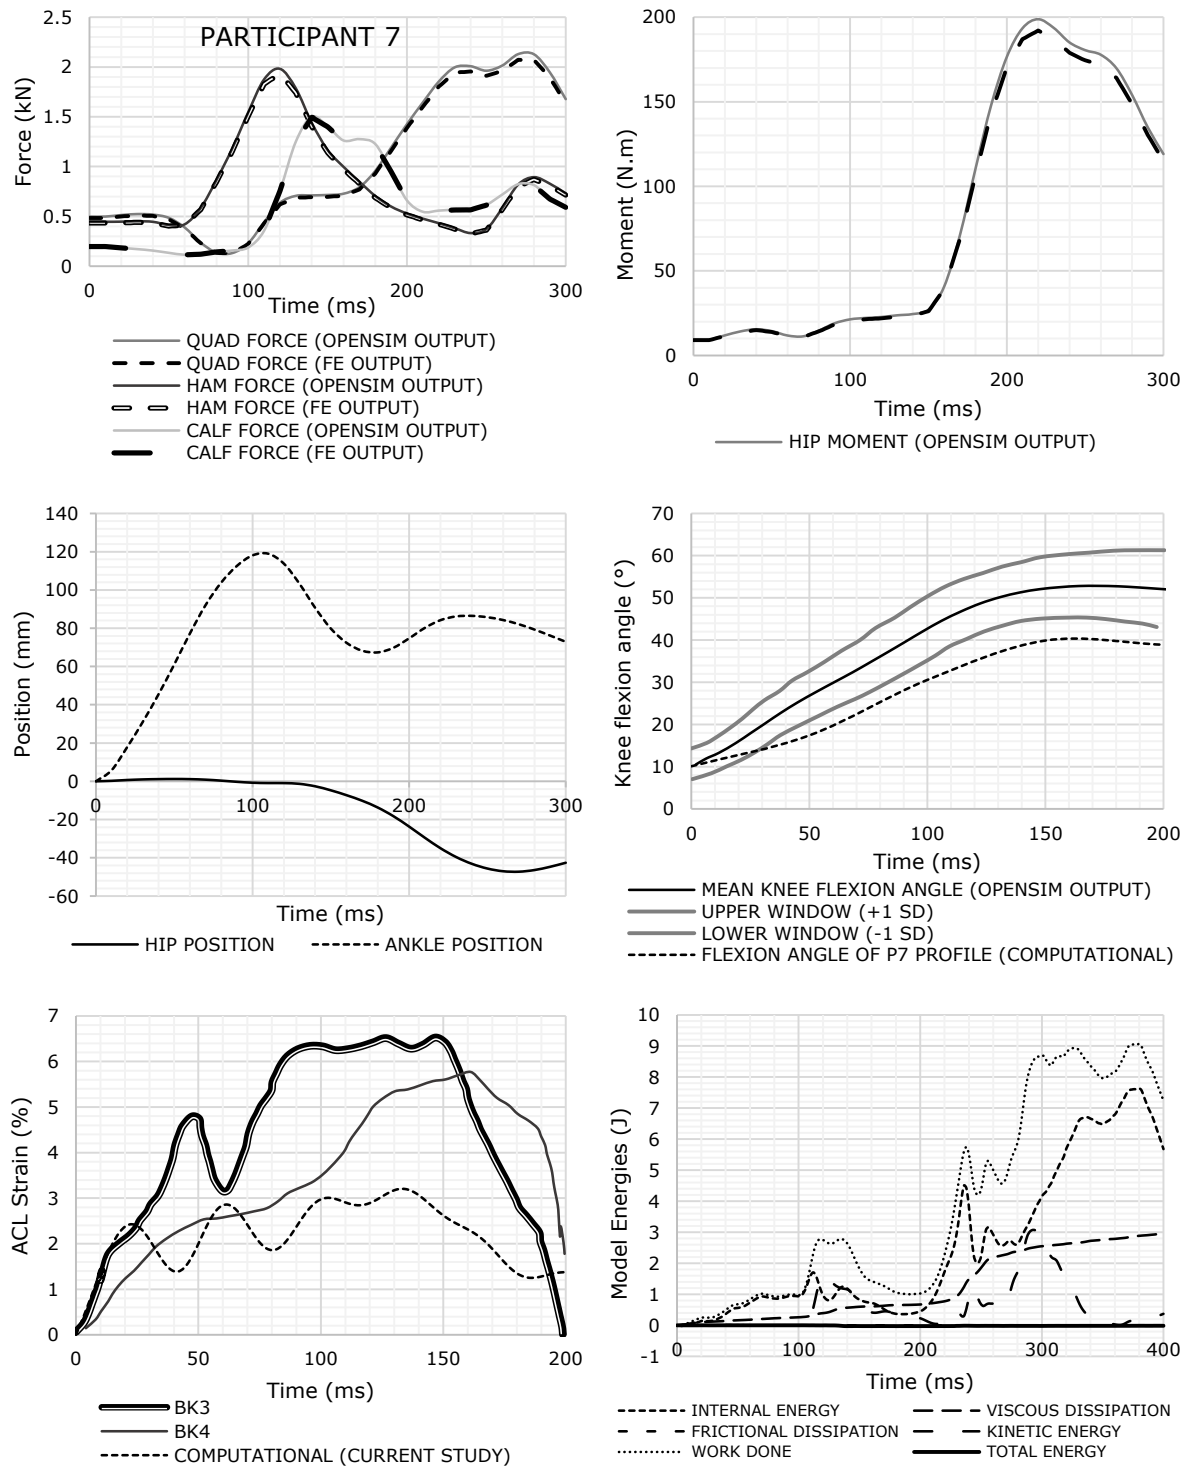 PARTICIPANT 7
2.5
2
1.5
1
0.5
0
Force (kN)
0 100 200 300
Time (ms)
QUAD FORCE (OPENSIM OUTPUT)
QUAD FORCE (FE OUTPUT)
HAM FORCE (OPENSIM OUTPUT)
HAM FORCE (FE OUTPUT)
CALF FORCE (OPENSIM OUTPUT)
CALF FORCE (FE OUTPUT)
200
150
100
50
0
Moment (N.m)
0 100 200 300
Time (ms)
HIP MOMENT (OPENSIM OUTPUT)
140
120
100
80
60
40
20
0
-20
-40
-60
Position (mm)
0 100 200 300
Time (ms)
HIP POSITION ANKLE POSITION
70
60
50
40
30
20
10
0
Knee flexion angle (°)
0 50 100 150 200
Time (ms)
MEAN KNEE FLEXION ANGLE (OPENSIM OUTPUT)
UPPER WINDOW (+1 SD)
LOWER WINDOW (-1 SD)
FLEXION ANGLE OF P7 PROFILE (COMPUTATIONAL)
7
6
5
4
3
2
1
0
ACL Strain (%)
0 50 100 150 200
Time (ms)
BK3
BK4
COMPUTATIONAL (CURRENT STUDY)
10
9
8
7
6
5
4
3
2
1
0
-1
Model Energies (J)
0 100 200 300 400
Time (ms)
INTERNAL ENERGY VISCOUS DISSIPATION
FRICTIONAL DISSIPATION KINETIC ENERGY
WORK DONE TOTAL ENERGY